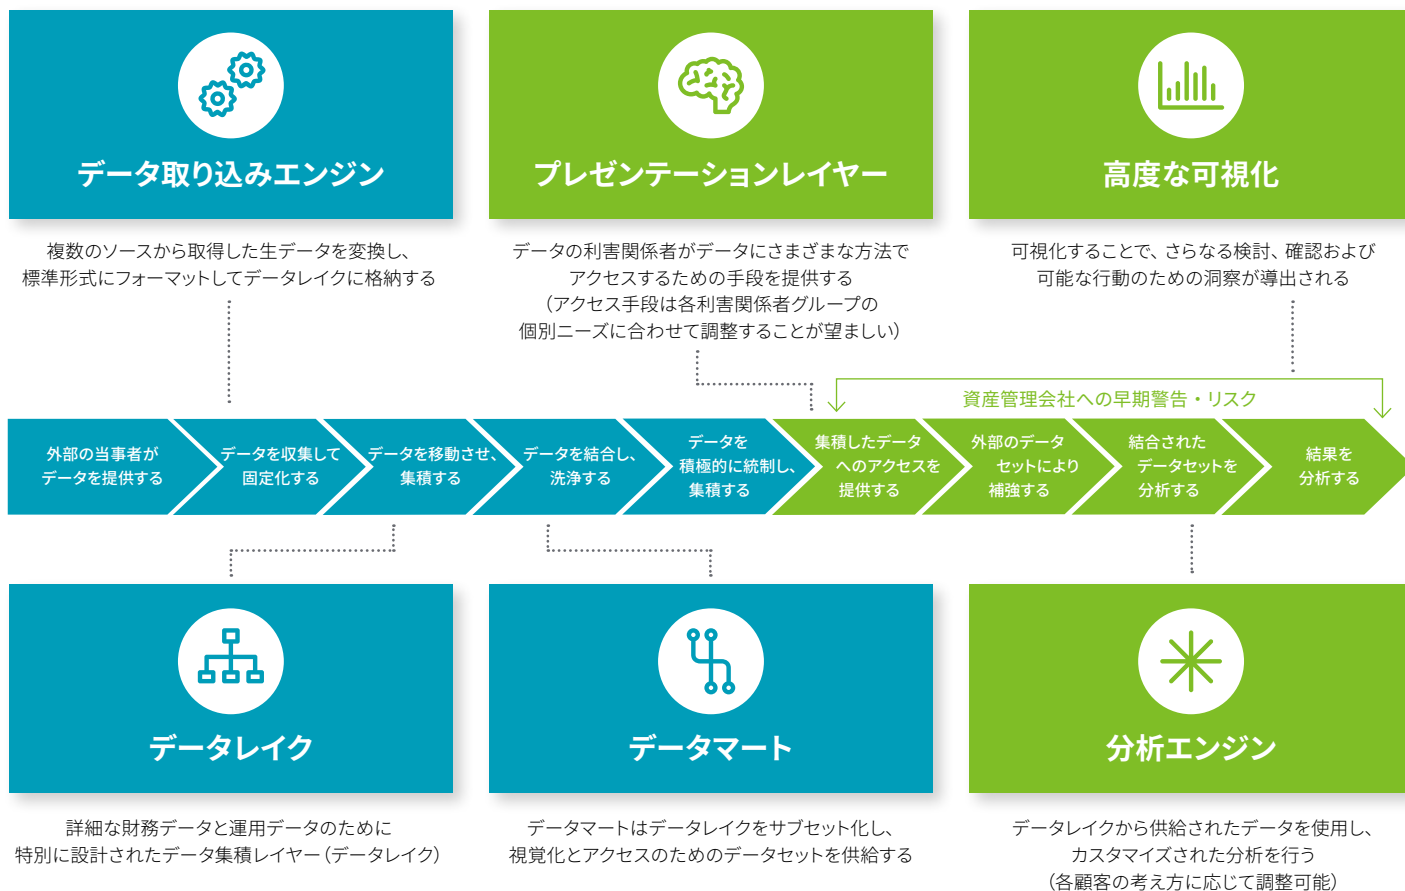 データ取り込みエンジン
複数のソースから取得した生データを変換し、
標準形式にフォーマットしてデータレイクに格納する
プレゼンテーションレイヤー
データの利害関係者がデータにさまざまな方法で
アクセスするための手段を提供する
（アクセス手段は各利害関係者グループの
個別ニーズに合わせて調整することが望ましい）
高度な可視化
可視化することで、さらなる検討、確認および
可能な行動のための洞察が導出される
資産管理会社への早期警告・リスク
外部の当事者が
データを提供する
データを収集して
固定化する
データを移動させ、
集積する
データを結合し、
洗浄する
データを
積極的に統制し、
集積する
集積したデータ
へのアクセスを
提供する
外部のデータ
セットにより
補強する
結合された
データセットを
分析する
結果を
分析する
データレイク
詳細な財務データと運用データのために
特別に設計されたデータ集積レイヤー（データレイク）
データマート
データマートはデータレイクをサブセット化し、
視覚化とアクセスのためのデータセットを供給する
分析エンジン
データレイクから供給されたデータを使用し、
カスタマイズされた分析を行う
（各顧客の考え方に応じて調整可能）